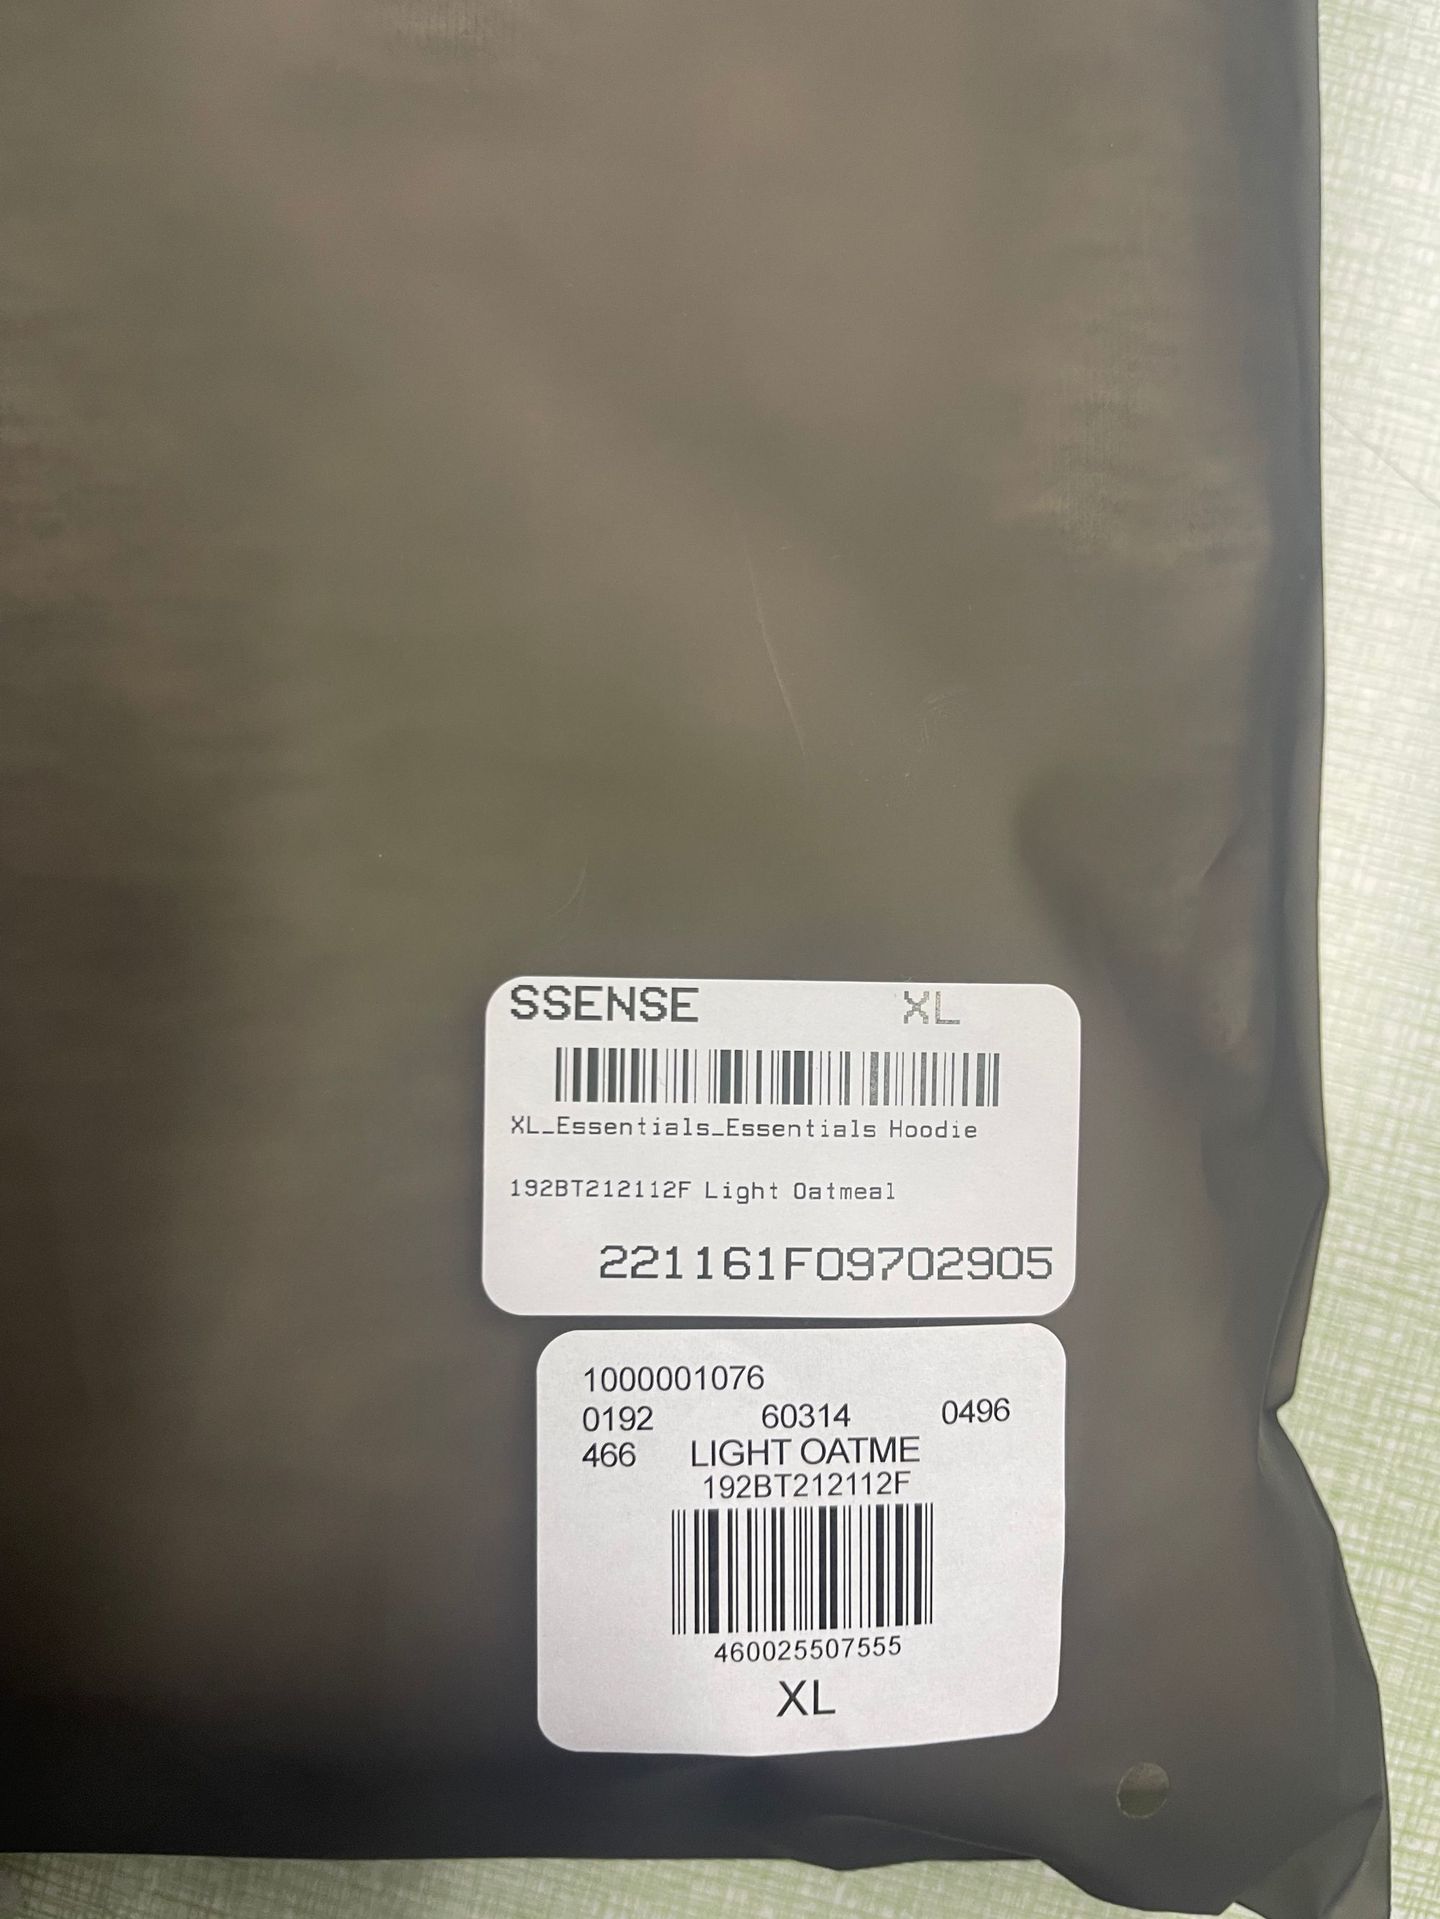 SSENSE XL
XL_Essentials_Essentials Hoodie
192BT212112F Light Oatmeal
221161F09702905
1000001076
0192 60314 0496
466 LIGHT OATME
192BT212112F
460025507555
XL